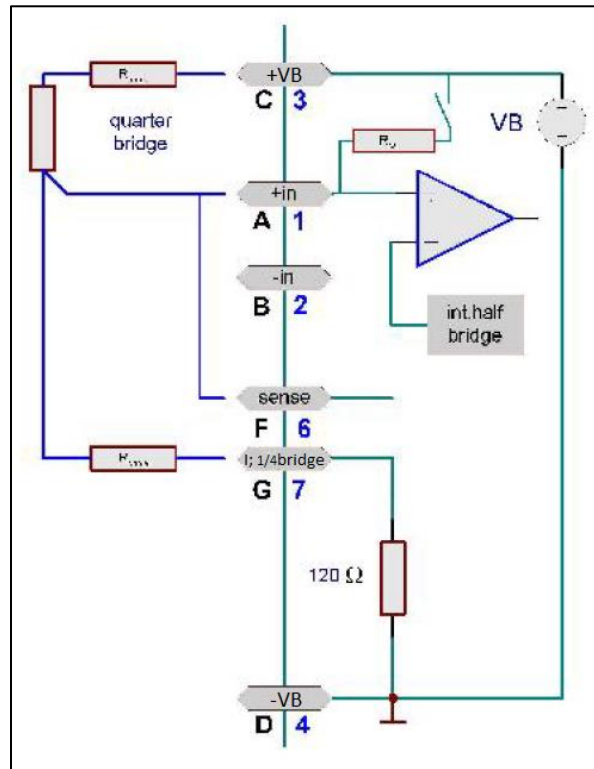 +VB
C 3
quarter
bridge
VB
+in
A 1
-in
B 2
int.half
bridge
sense
F 6
I; 1/4bridge
G 7
120 Ω
-VB
D 4